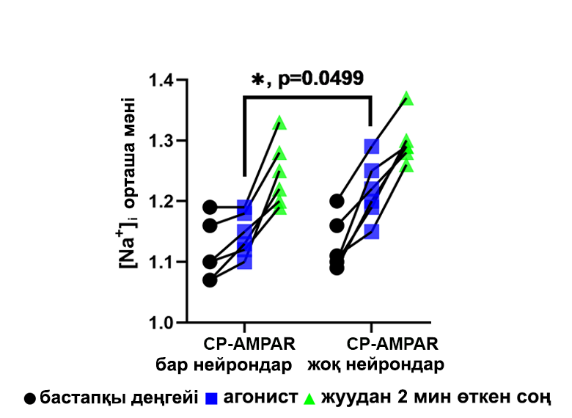 *, p=0.0499
[Na⁺]ᵢ орташа мәні
1.4
1.3
1.2
1.1
1.0
CP-AMPAR
бар нейрондар
CP-AMPAR
жоқ нейрондар
бастапқы деңгейі агонист жуудан 2 мин өткен соң